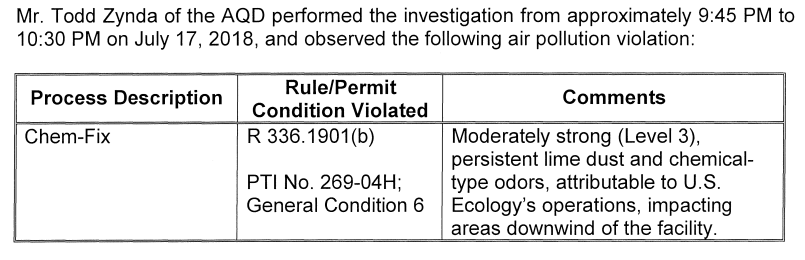 Mr. Todd Zynda of the AQD performed the investigation from approximately 9:45 PM to
10:30 PM on July 17, 2018, and observed the following air pollution violation:
Process Description
Rule/Permit
Condition Violated
Comments
Chem-Fix
R 336.1901(b)
PTI No. 269-04H;
General Condition 6
Moderately strong (Level 3),
persistent lime dust and chemical-
type odors, attributable to U.S.
Ecology's operations, impacting
areas downwind of the facility.